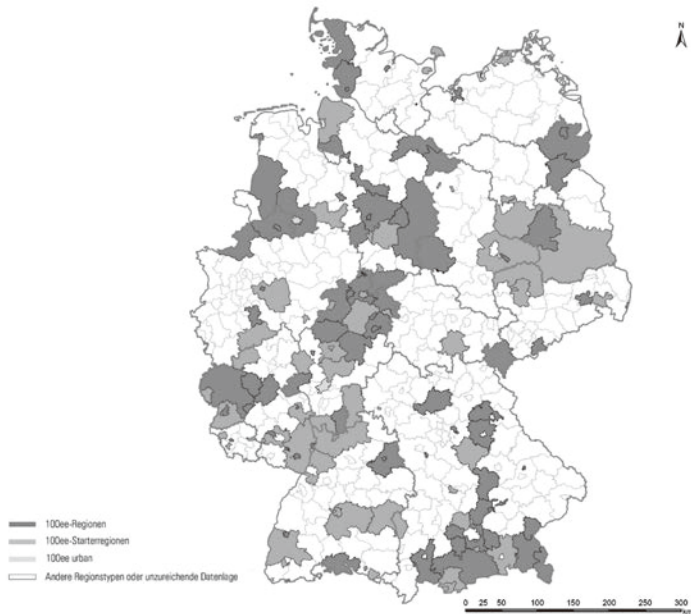 N
100ee-Regionen
100ee-Starterregionen
100ee urban
Andere Regionstypen oder unzureichende Datenlage
0 25 50 100 150 200 250 300